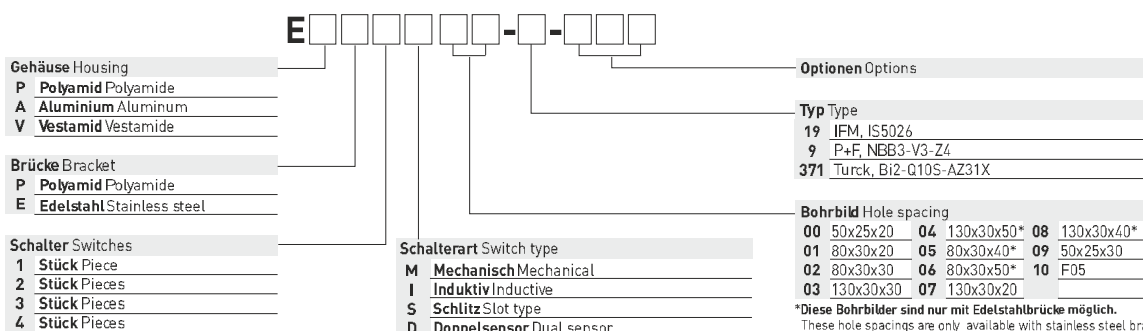 E - -
Gehäuse Housing
P Polyamid Polyamide
A Aluminium Aluminum
V Vestamid Vestamide
Brücke Bracket
P Polyamid Polyamide
E Edelstahl Stainless steel
Schalter Switches
1 Stück Piece
2 Stück Pieces
3 Stück Pieces
4 Stück Pieces
Schalterart Switch type
M Mechanisch Mechanical
I Induktiv Inductive
S Schlitz Slot type
D Doppelsensor Dual sensor
Optionen Options
Typ Type
19 IFM, IS5026
9 P+F, NBB3-V3-Z4
371 Turck, Bi2-Q10S-AZ31X
Bohrbild Hole spacing
00 50x25x20 04 130x30x50* 08 130x30x40*
01 80x30x20 05 80x30x40* 09 50x25x30
02 80x30x30 06 80x30x50* 10 F05
03 130x30x30 07 130x30x20
*Diese Bohrbilder sind nur mit Edelstahlbrücke möglich.
These hole spacings are only available with stainless steel